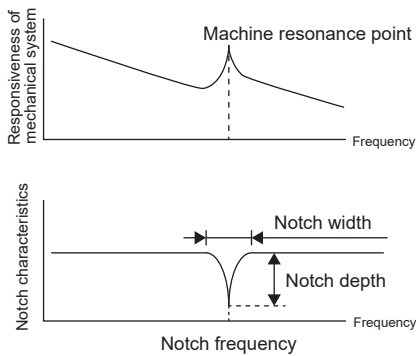 Responsiveness of
mechanical system
Machine resonance point
Frequency
Notch characteristics
Notch width
Notch depth
Frequency
Notch frequency